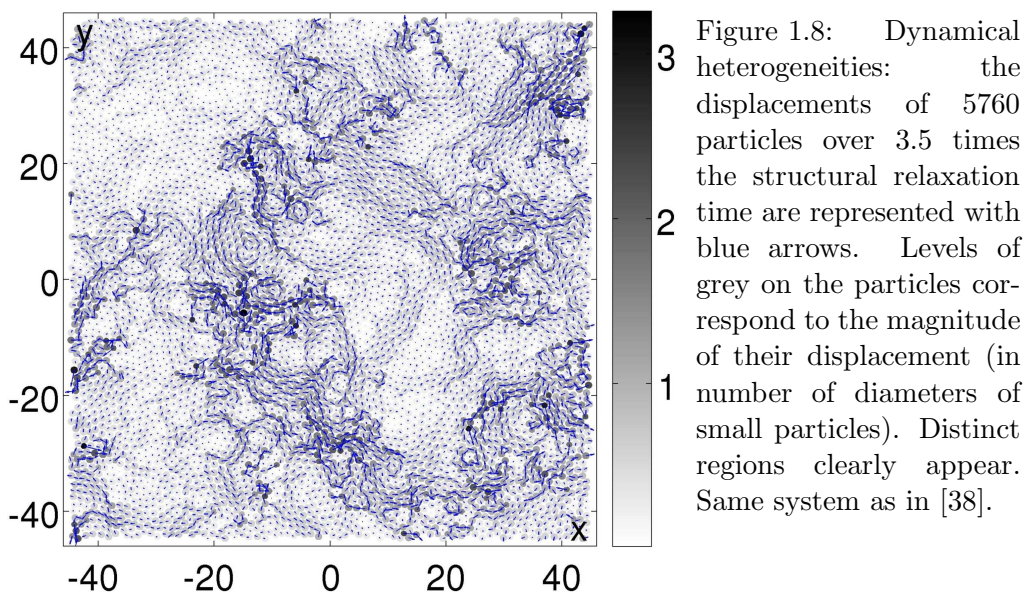 y
40
20
0
-20
-40
-40 -20 0 20 40
x
3
2
1
Figure 1.8: Dynamical
heterogeneities: the
displacements of 5760
particles over 3.5 times
the structural relaxation
time are represented with
blue arrows. Levels of
grey on the particles cor-
respond to the magnitude
of their displacement (in
number of diameters of
small particles). Distinct
regions clearly appear.
Same system as in [38].